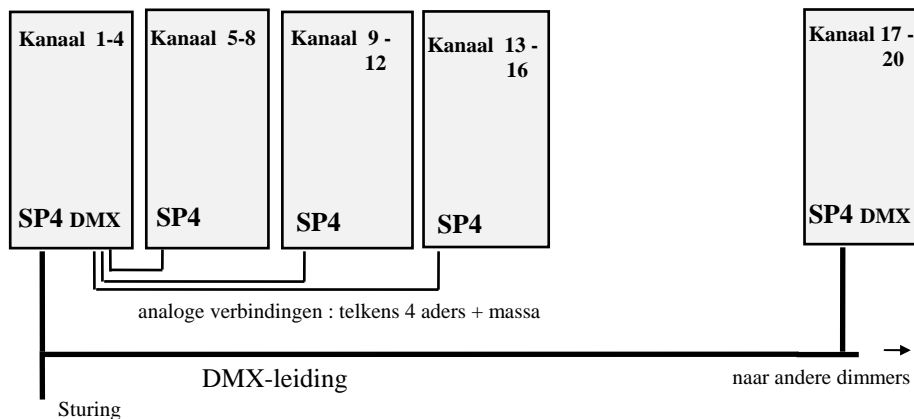 Kanaal 1-4
Kanaal 5-8
Kanaal 9 -
12
Kanaal 13 -
16
Kanaal 17 -
20
SP4 DMX
SP4
SP4
SP4
SP4 DMX
analoge verbindingen : telkens 4 aders + massa
DMX-leiding
naar andere dimmers
Sturing